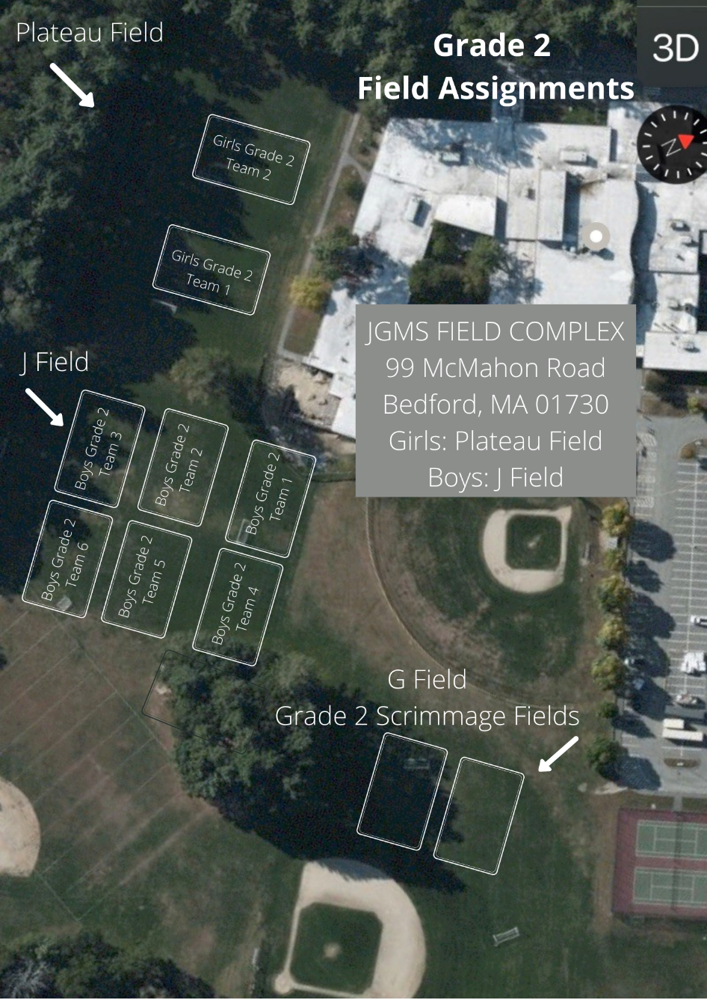 Plateau Field
Grade 2
Field Assignments
3D
N
Girls Grade 2
Team 2
Girls Grade 2
Team 1
JGMS FIELD COMPLEX
99 McMahon Road
Bedford, MA 01730
Girls: Plateau Field
Boys: J Field
J Field
Boys Grade 2
Team 3
Boys Grade 2
Team 2
Boys Grade 2
Team 1
Boys Grade 2
Team 6
Boys Grade 2
Team 5
Boys Grade 2
Team 4
G Field
Grade 2 Scrimmage Fields